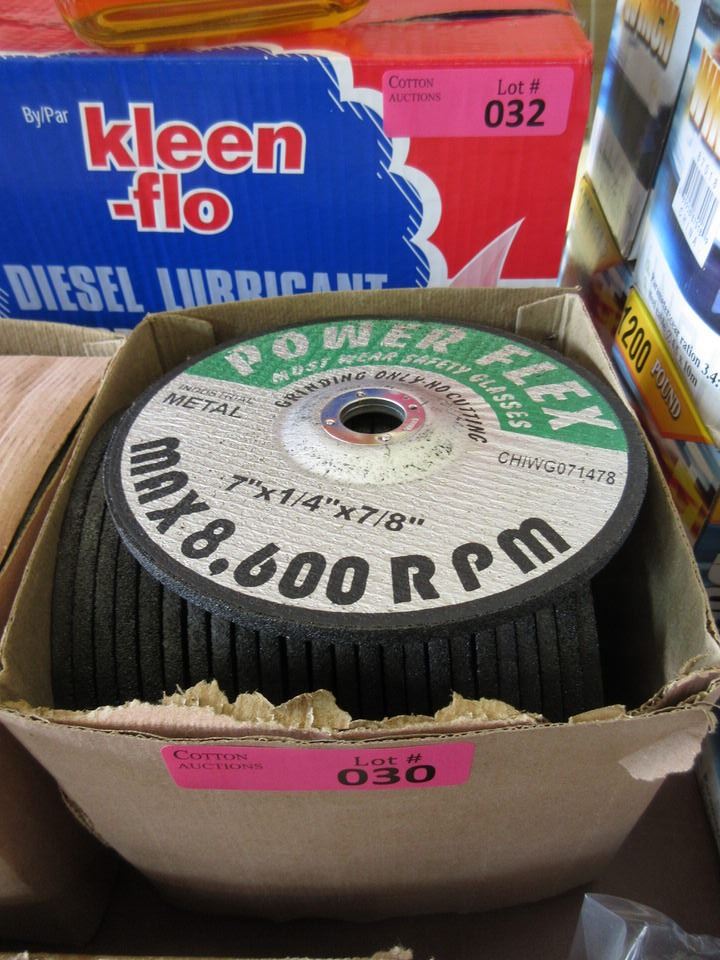 By/Par
kleen
-flo
DIESEL LUBRICANT
COTTON
AUCTIONS
Lot #
032
1200
POUND
POWER FLEX
MUST WEAR SAFETY GLASSES
GRINDING ONLY-NO CUTTING
INDUSTRIAL
METAL
CHIWG071478
7"x1/4"x7/8"
MAX 8,600 RPM
COTTON
AUCTIONS
Lot #
030